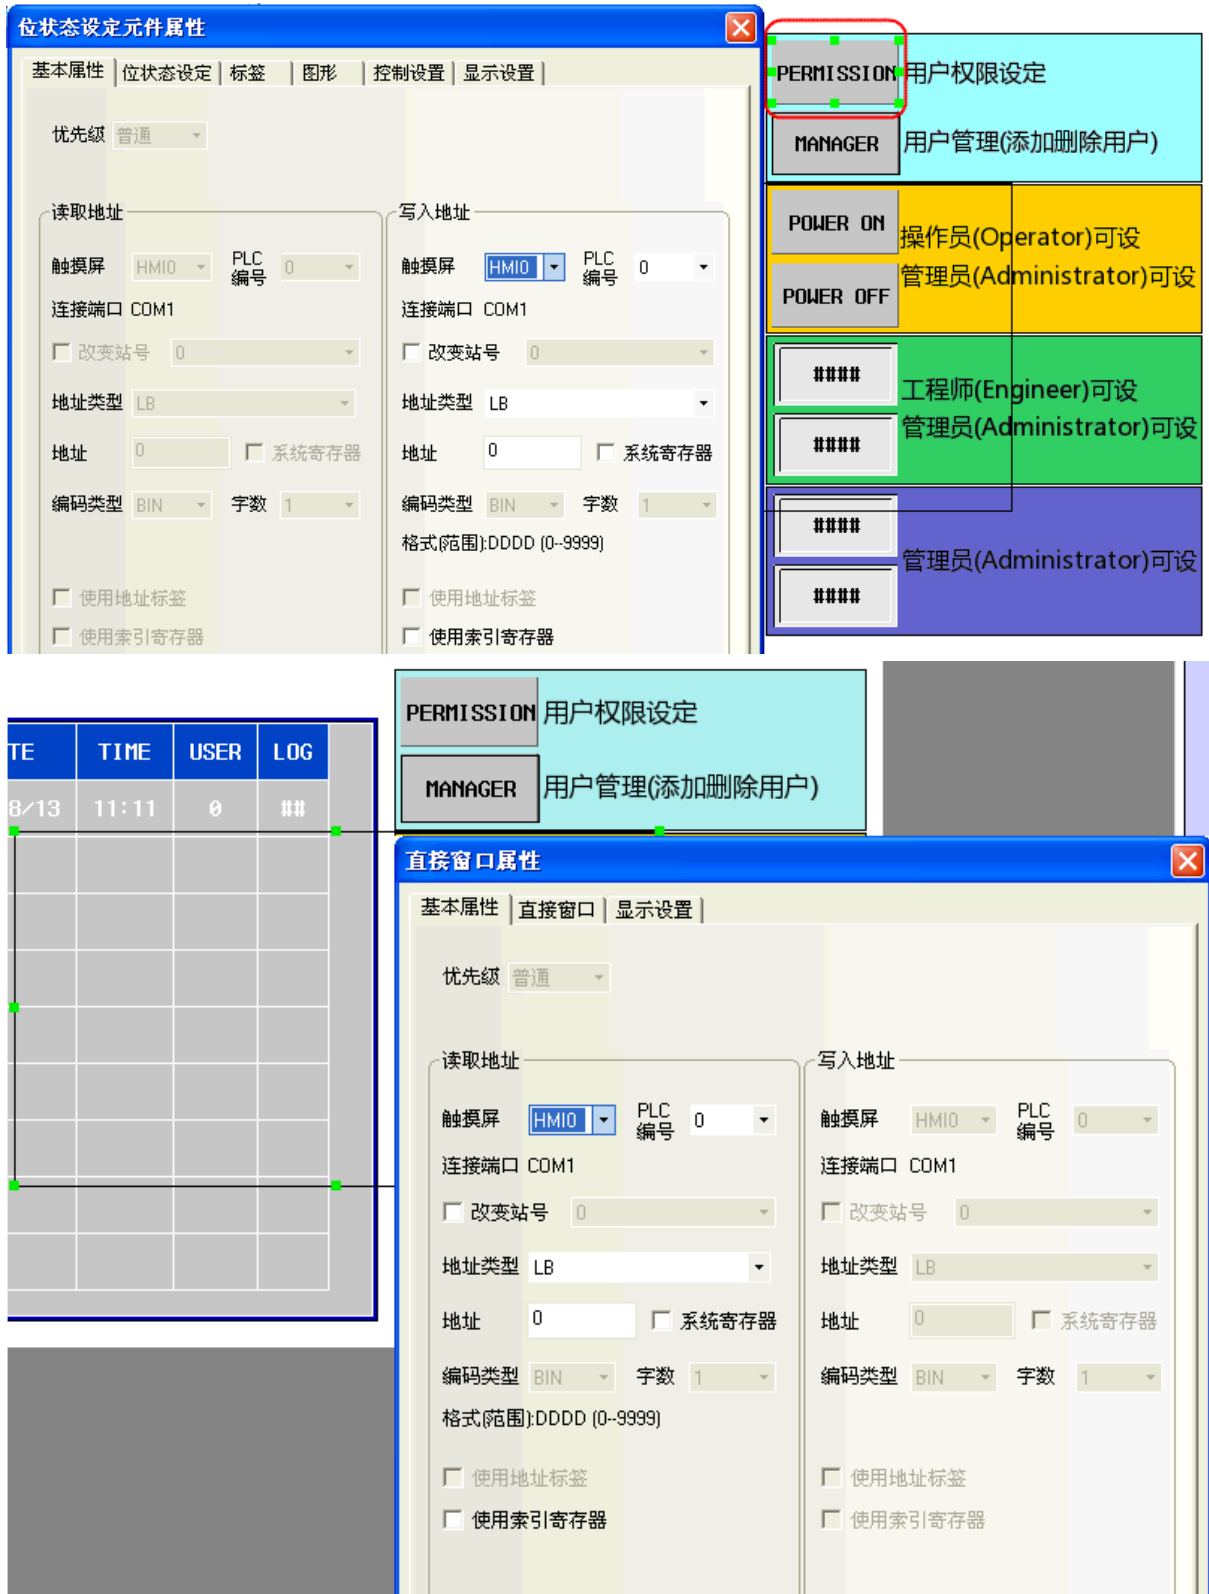 位状态设定元件属性
基本属性 位状态设定 标签 图形 控制设置 显示设置
优先级 普通
读取地址
触摸屏 HMI0 PLC编号 0
连接端口 COM1
改变站号 0
地址类型 LB
地址 0 系统寄存器
编码类型 BIN 字数 1
使用地址标签
使用索引寄存器
写入地址
触摸屏 HMI0 PLC编号 0
连接端口 COM1
改变站号 0
地址类型 LB
地址 0 系统寄存器
编码类型 BIN 字数 1
格式(范围):DDDD (0--9999)
使用地址标签
使用索引寄存器
PERMISSION 用户权限设定
MANAGER 用户管理(添加删除用户)
POWER ON
操作员(Operator)可设
管理员(Administrator)可设
POWER OFF
####
工程师(Engineer)可设
管理员(Administrator)可设
####
####
管理员(Administrator)可设
####
PERMISSION 用户权限设定
MANAGER 用户管理(添加删除用户)
TE TIME USER LOG
8/13 11:11 0 ##
直接窗口属性
基本属性 直接窗口 显示设置
优先级 普通
读取地址
触摸屏 HMI0 PLC编号 0
连接端口 COM1
改变站号 0
地址类型 LB
地址 0 系统寄存器
编码类型 BIN 字数 1
格式(范围):DDDD (0--9999)
使用地址标签
使用索引寄存器
写入地址
触摸屏 HMI0 PLC编号 0
连接端口 COM1
改变站号 0
地址类型 LB
地址 0 系统寄存器
编码类型 BIN 字数 1
使用地址标签
使用索引寄存器